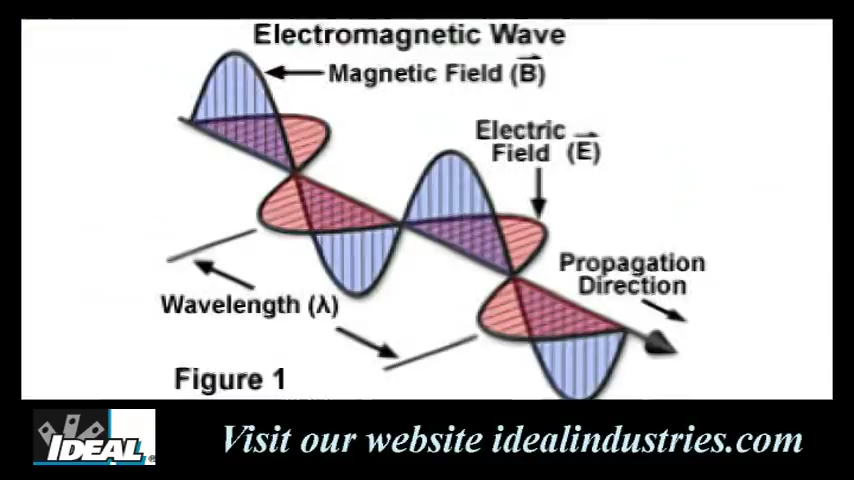 Electromagnetic Wave
Magnetic Field (B)
Electric
Field (E)
Propagation
Direction
Wavelength (λ)
Figure 1
IDEAL®
Visit our website idealindustries.com